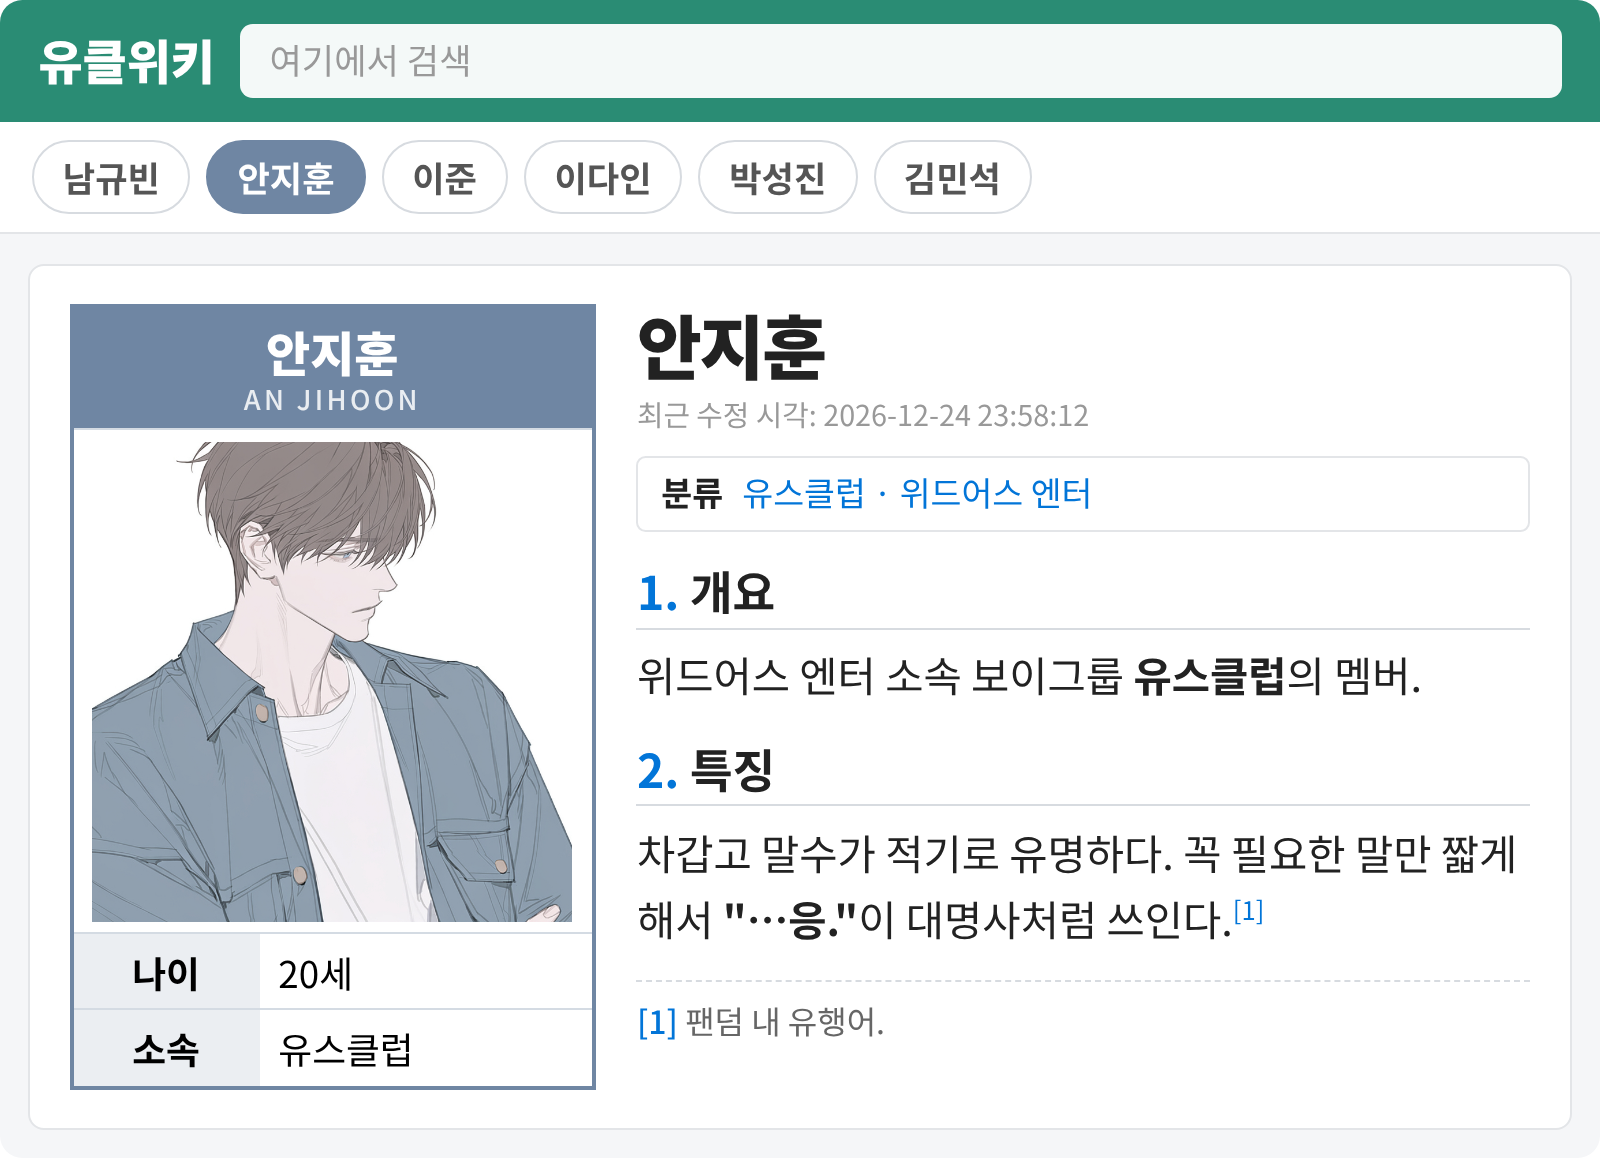 유클위키
여기에서 검색
남규빈
안지훈
이준
이다인
박성진
김민석
안지훈
AN JIHOON
나이 20세
소속 유스클럽
안지훈
최근 수정 시각: 2026-12-24 23:58:12
분류 유스클럽 · 위드어스 엔터
1. 개요
위드어스 엔터 소속 보이그룹 유스클럽의 멤버.
2. 특징
차갑고 말수가 적기로 유명하다. 꼭 필요한 말만 짧게
해서 "…응."이 대명사처럼 쓰인다.[1]
[1] 팬덤 내 유행어.